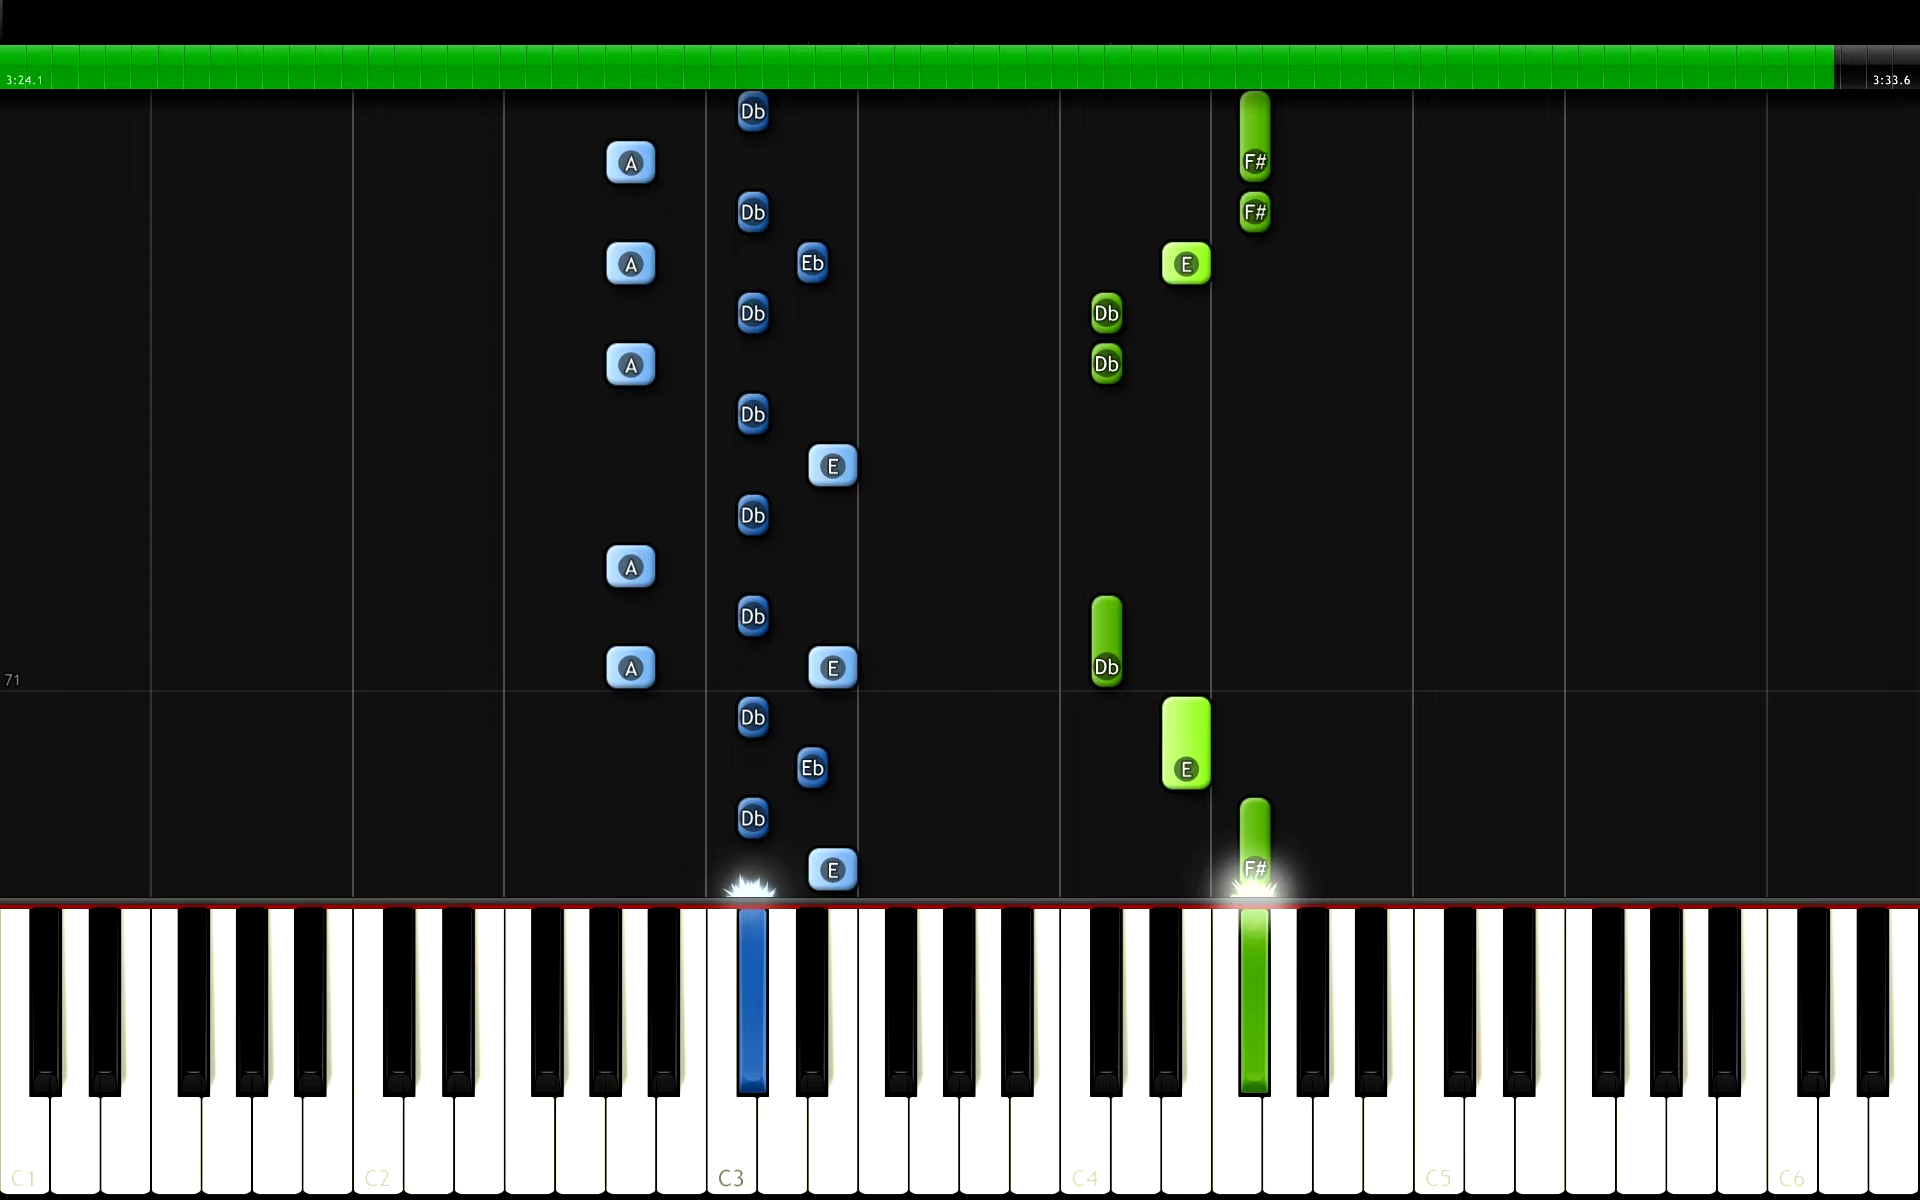 3:24.1 3:33.6
Db
A F#
Db F#
A Eb E
Db Db
A Db
Db
E
Db
A
Db
A E Db
71
Db
Eb E
Db
E F#
C1 C2 C3 C4 C5 C6